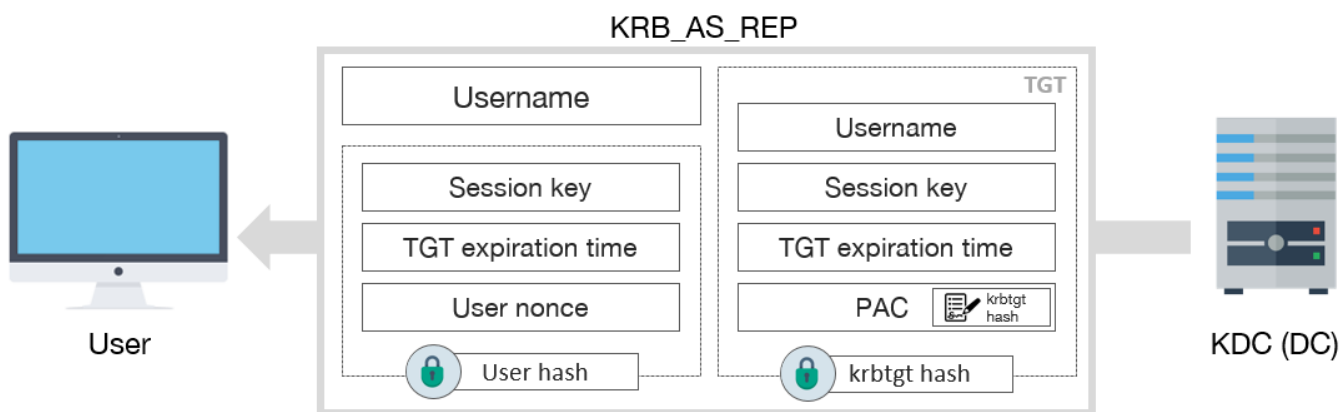 KRB_AS_REP
Username
Session key
TGT expiration time
User nonce
User hash
TGT
Username
Session key
TGT expiration time
PAC
krbtgt
hash
krbtgt hash
User
KDC (DC)